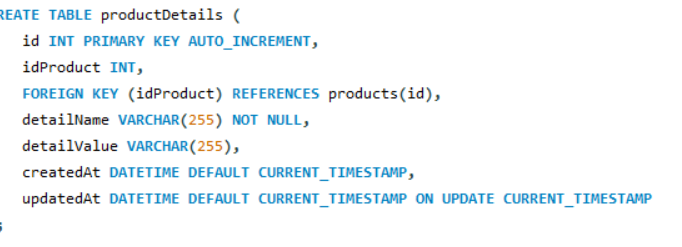 REATE TABLE productDetails (
id INT PRIMARY KEY AUTO_INCREMENT,
idProduct INT,
FOREIGN KEY (idProduct) REFERENCES products(id),
detailName VARCHAR(255) NOT NULL,
detailValue VARCHAR(255),
createdAt DATETIME DEFAULT CURRENT_TIMESTAMP,
updatedAt DATETIME DEFAULT CURRENT_TIMESTAMP ON UPDATE CURRENT_TIMESTAMP
;